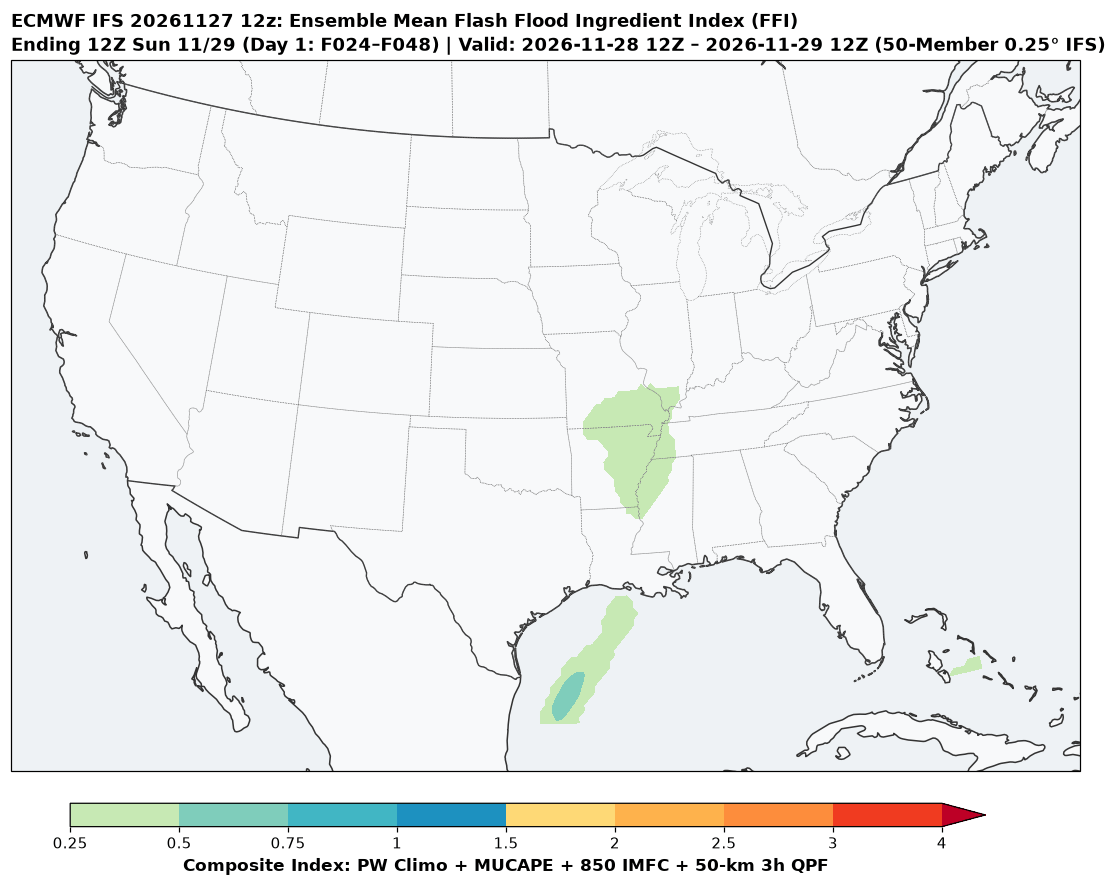 ECMWF IFS 20261127 12z: Ensemble Mean Flash Flood Ingredient Index (FFI)
Ending 12Z Sun 11/29 (Day 1: F024–F048) | Valid: 2026-11-28 12Z – 2026-11-29 12Z (50-Member 0.25° IFS)
0.25 0.5 0.75 1 1.5 2 2.5 3 4
Composite Index: PW Climo + MUCAPE + 850 IMFC + 50-km 3h QPF